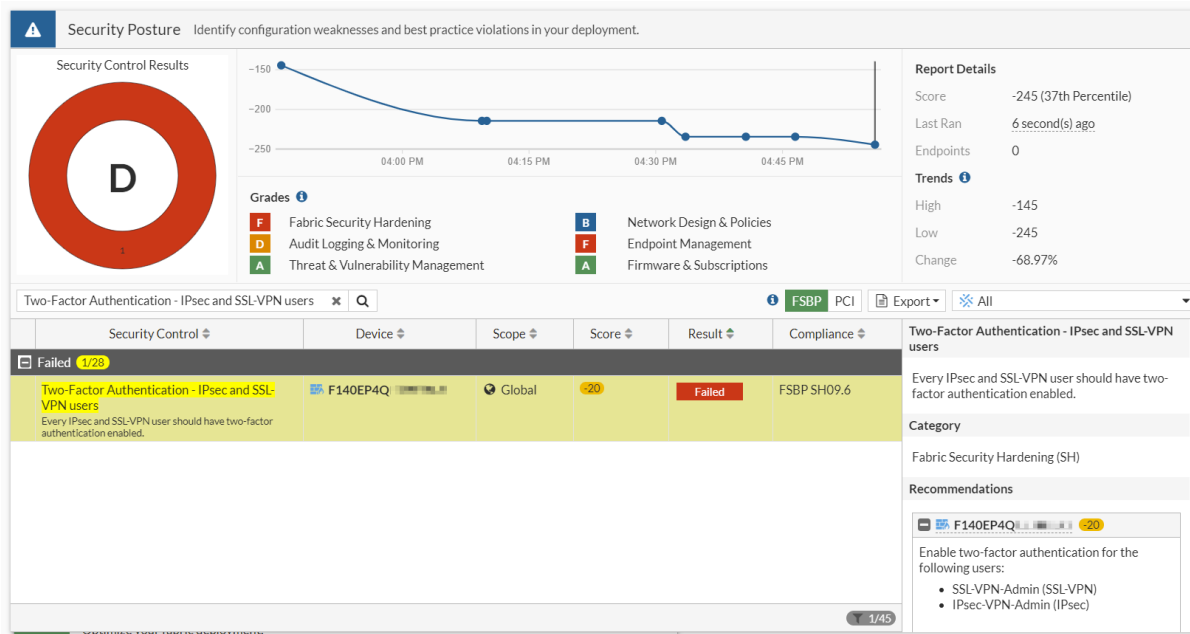 Security Posture Identify configuration weaknesses and best practice violations in your deployment.
Security Control Results
D
1
-150
-200
-250
04:00 PM 04:15 PM 04:30 PM 04:45 PM
Grades
F Fabric Security Hardening
D Audit Logging & Monitoring
A Threat & Vulnerability Management
B Network Design & Policies
F Endpoint Management
A Firmware & Subscriptions
Report Details
Score -245 (37th Percentile)
Last Ran 6 second(s) ago
Endpoints 0
Trends
High -145
Low -245
Change -68.97%
Two-Factor Authentication - IPsec and SSL-VPN users
FSBP PCI Export All
Security Control Device Scope Score Result Compliance
Failed 1/28
Two-Factor Authentication - IPsec and SSL-
VPN users
Every IPsec and SSL-VPN user should have two-factor
authentication enabled.
F140EP4Q Global -20 Failed FSBP SH09.6
1/45
Two-Factor Authentication - IPsec and SSL-VPN
users
Every IPsec and SSL-VPN user should have two-
factor authentication enabled.
Category
Fabric Security Hardening (SH)
Recommendations
F140EP4Q -20
Enable two-factor authentication for the
following users:
SSL-VPN-Admin (SSL-VPN)
IPsec-VPN-Admin (IPsec)